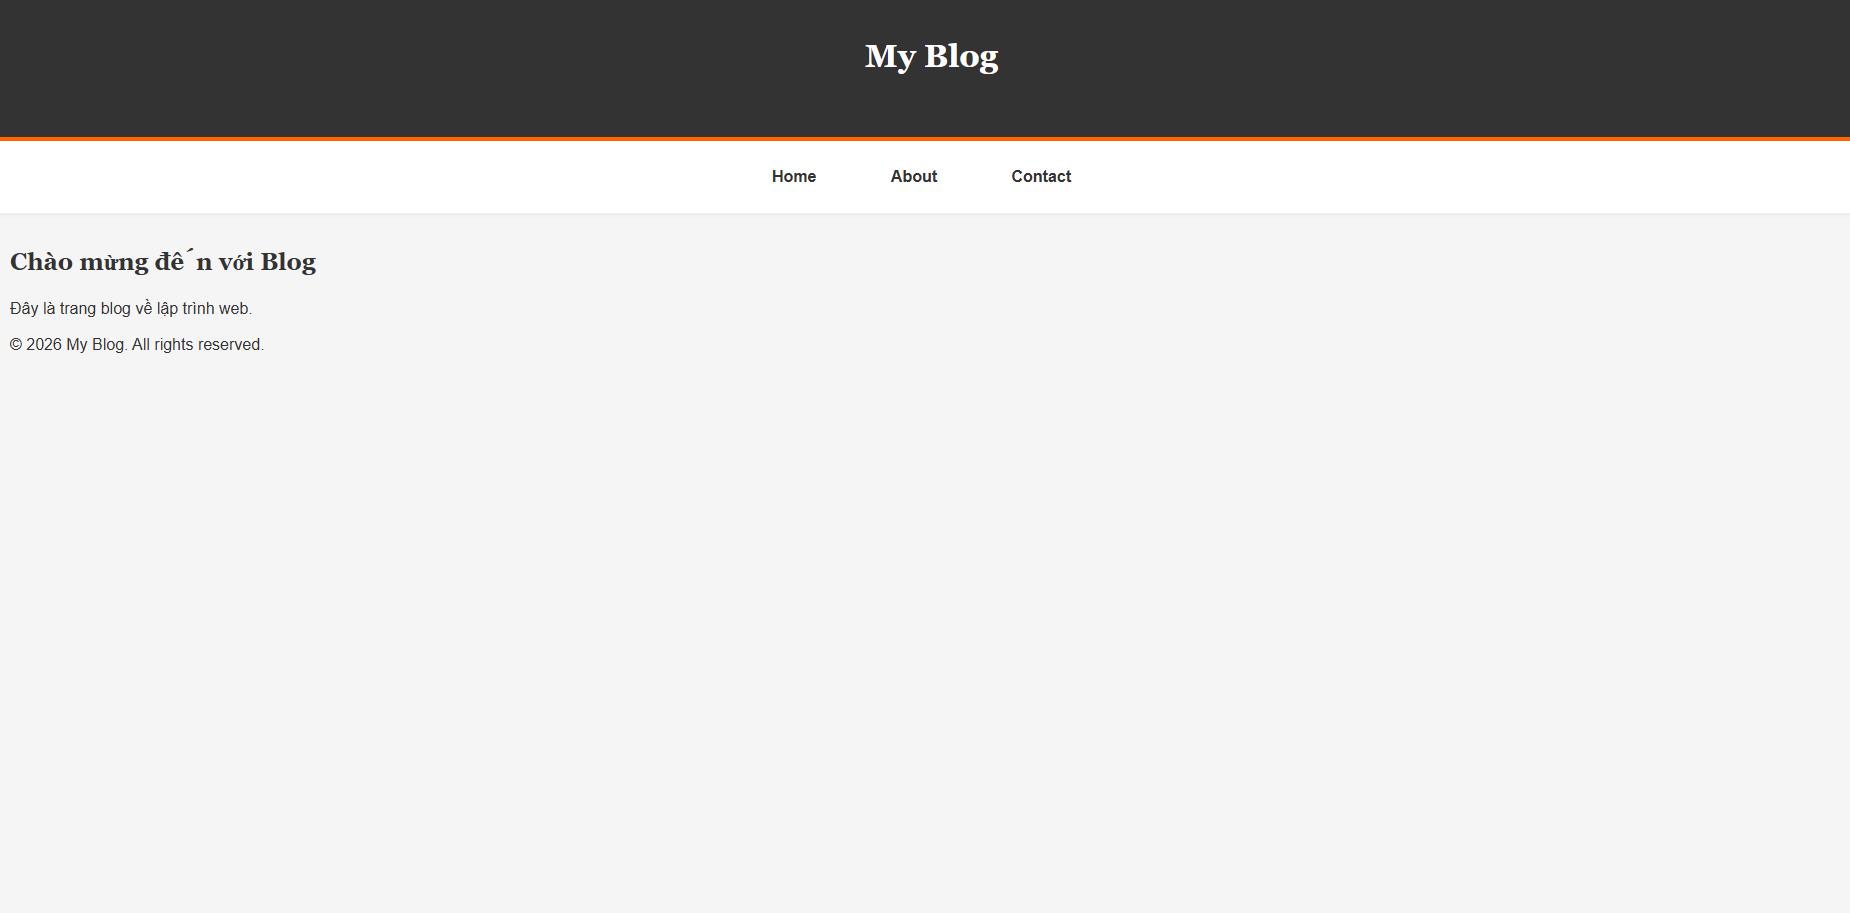 My Blog
Home About Contact
Chào mừng đến với Blog
Đây là trang blog về lập trình web.
© 2026 My Blog. All rights reserved.